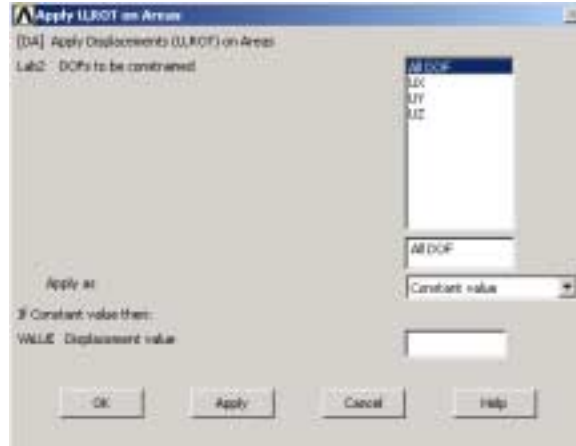 Apply U,ROT on Areas
[DA] Apply Displacements (U,ROT) on Areas
Lab2 DOFs to be constrained
All DOF
UX
UY
UZ
All DOF
Apply as
Constant value
If Constant value then:
VALUE Displacement value
OK
Apply
Cancel
Help